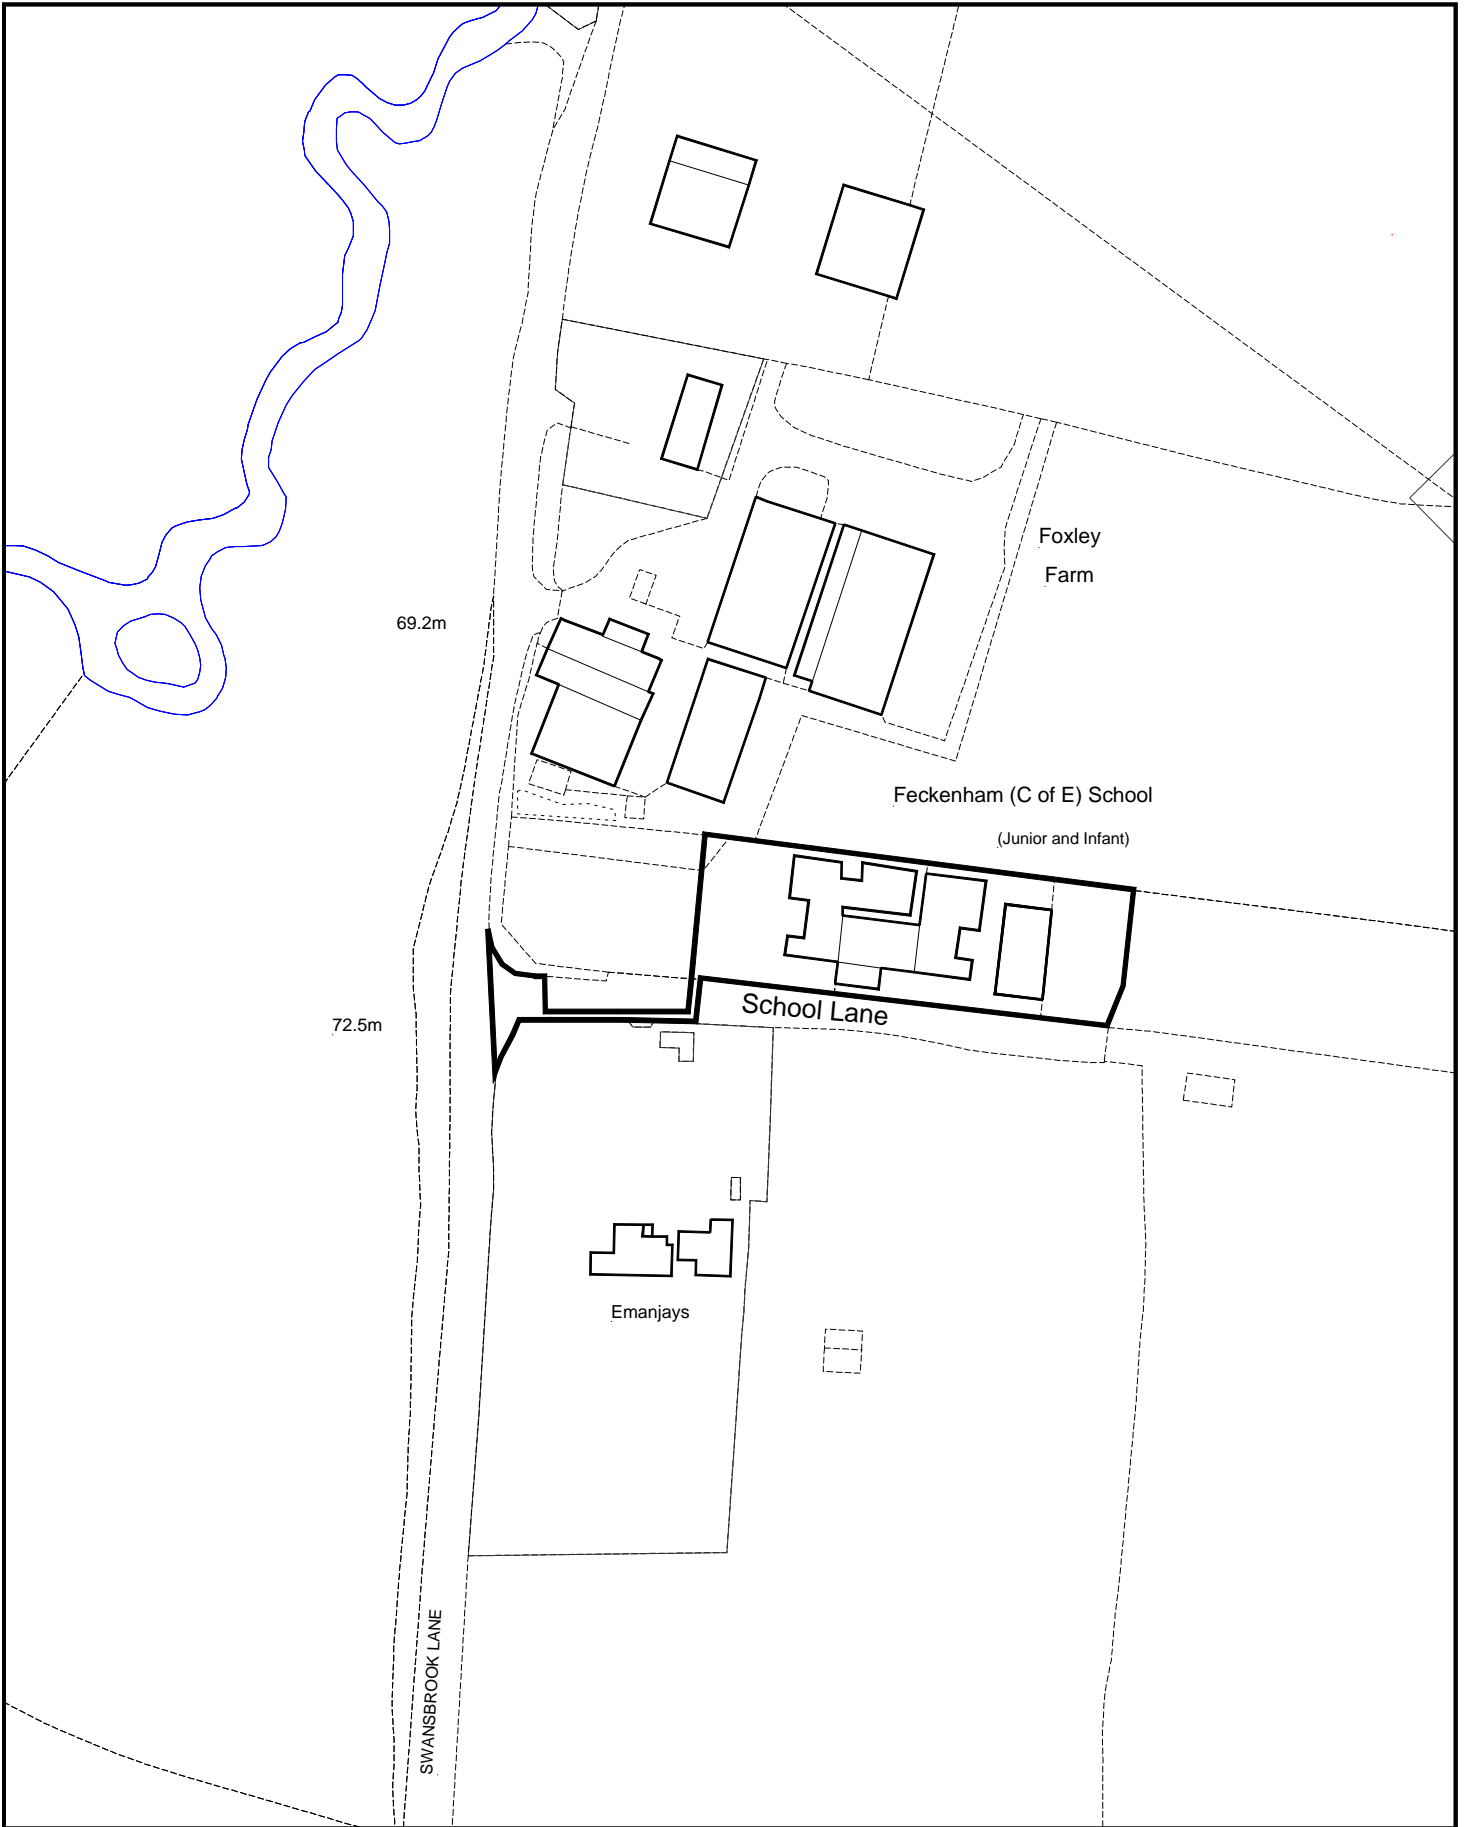 Foxley
Farm
69.2m
Feckenham (C of E) School
(Junior and Infant)
School Lane
72.5m
Emanjays
SWANSBROOK LANE